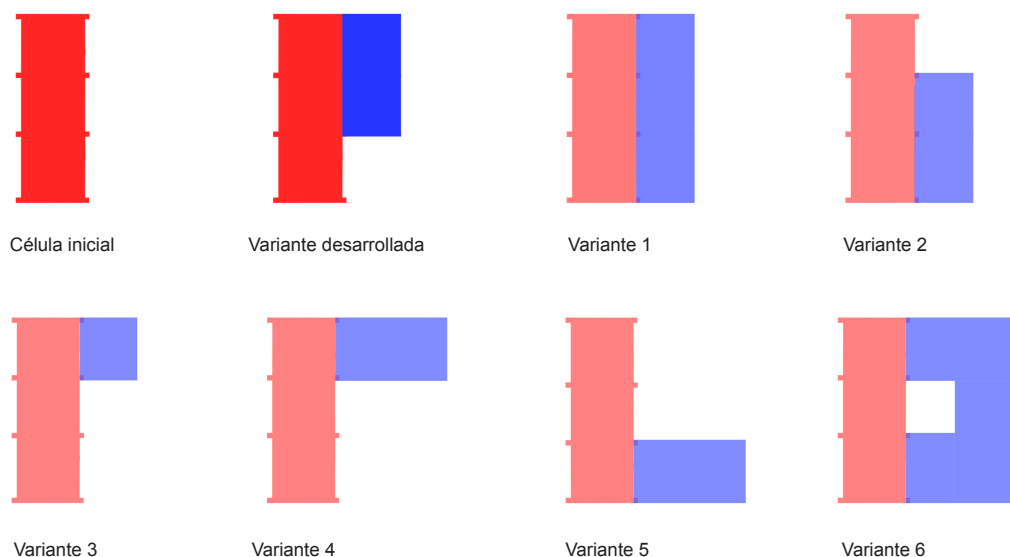 Célula inicial
Variante desarrollada
Variante 1
Variante 2
Variante 3
Variante 4
Variante 5
Variante 6